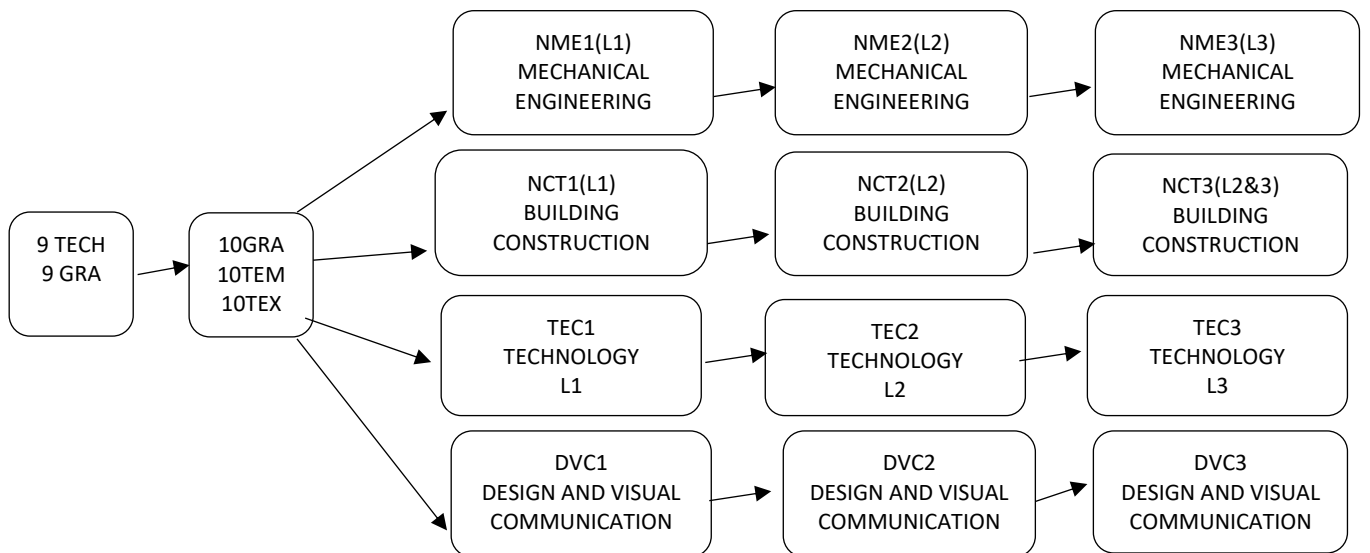 NME1(L1)
MECHANICAL
ENGINEERING
NME2(L2)
MECHANICAL
ENGINEERING
NME3(L3)
MECHANICAL
ENGINEERING
NCT1(L1)
BUILDING
CONSTRUCTION
NCT2(L2)
BUILDING
CONSTRUCTION
NCT3(L2&3)
BUILDING
CONSTRUCTION
9 TECH
9 GRA
10GRA
10TEM
10TEX
TEC1
TECHNOLOGY
L1
TEC2
TECHNOLOGY
L2
TEC3
TECHNOLOGY
L3
DVC1
DESIGN AND VISUAL
COMMUNICATION
DVC2
DESIGN AND VISUAL
COMMUNICATION
DVC3
DESIGN AND VISUAL
COMMUNICATION